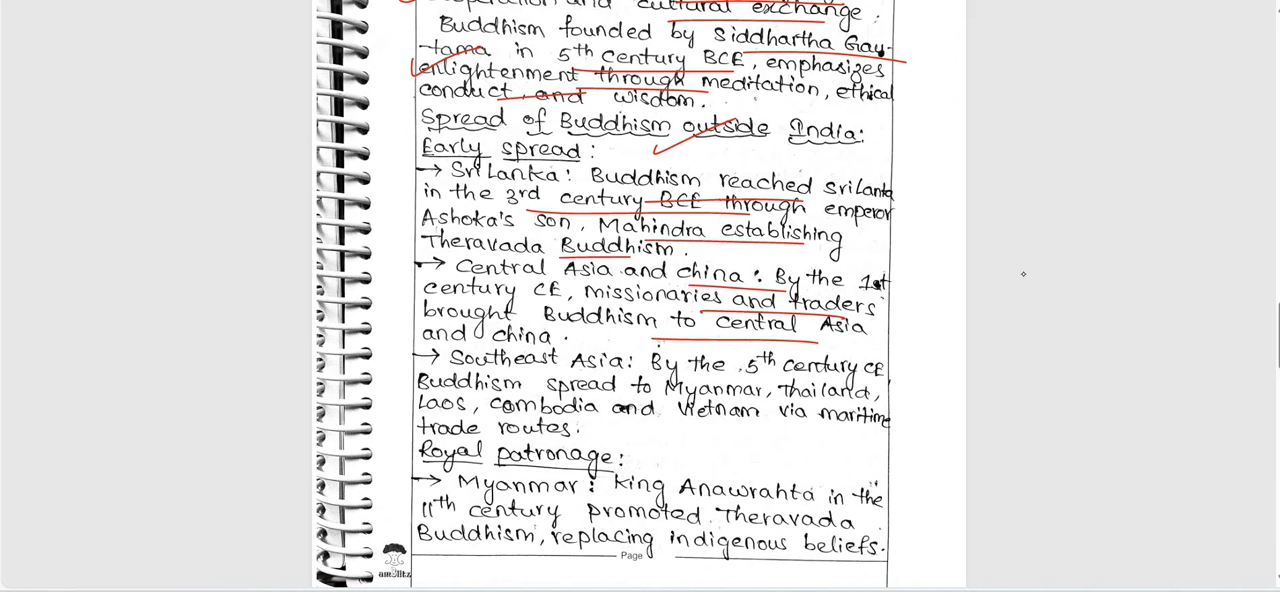 cultural exchange.
Buddhism founded by Siddhartha Gau-
-tama in 5th century BCE, emphasizes
enlightenment through meditation, ethical
conduct and wisdom.
Spread of Buddhism outside India:
Early spread:
→ Sri Lanka: Buddhism reached srilanka
in the 3rd century BCE through emperor
Ashoka's son, Mahindra establishing
Theravada Buddhism.
→ Central Asia and china: By the 1st
century CE, missionaries and traders
brought Buddhism to central Asia
and china.
→ Southeast Asia: By the 5th century CE,
Buddhism spread to Myanmar, Thailand,
Laos, combodia and Vietnam via maritime
trade routes.
Royal patronage:
→ Myanmar: King Anawrahta in the
11th century promoted Theravada
Buddhism, replacing indigenous beliefs.
Page